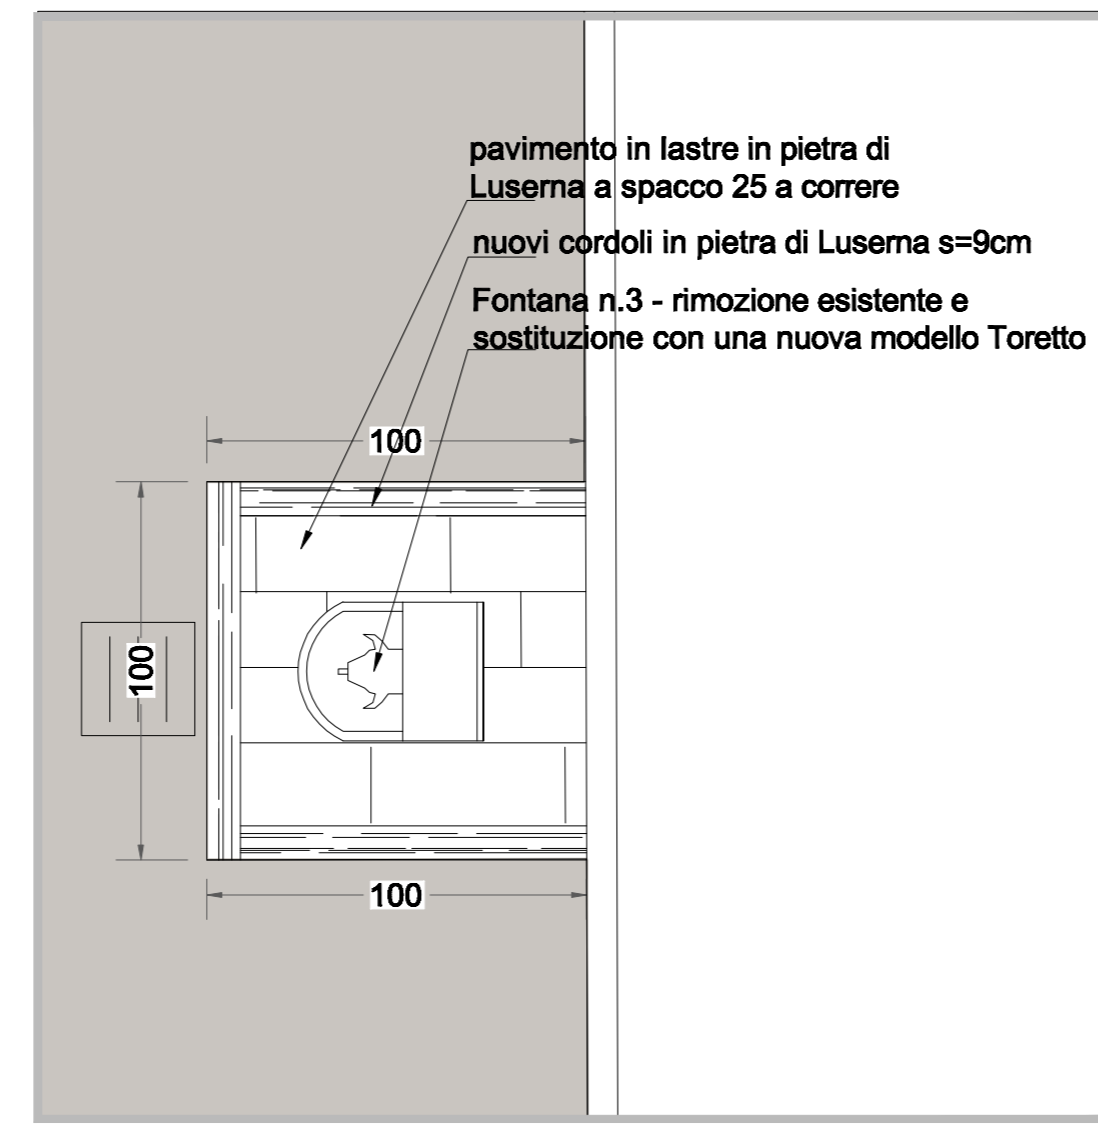 pavimento in lastre in pietra di
Luserna a spacco 25 a correre
nuovi cordoli in pietra di Luserna s=9cm
Fontana n.3 - rimozione esistente e
sostituzione con una nuova modello Toretto
100
100
100